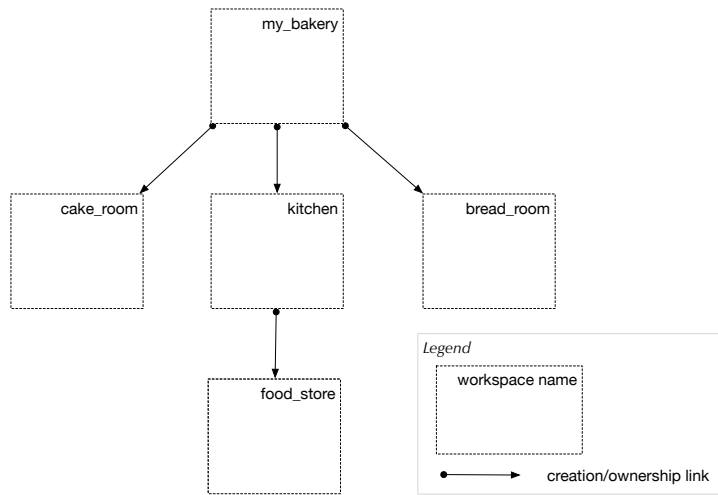 my_bakery
cake_room
kitchen
bread_room
food_store
Legend
workspace name
creation/ownership link